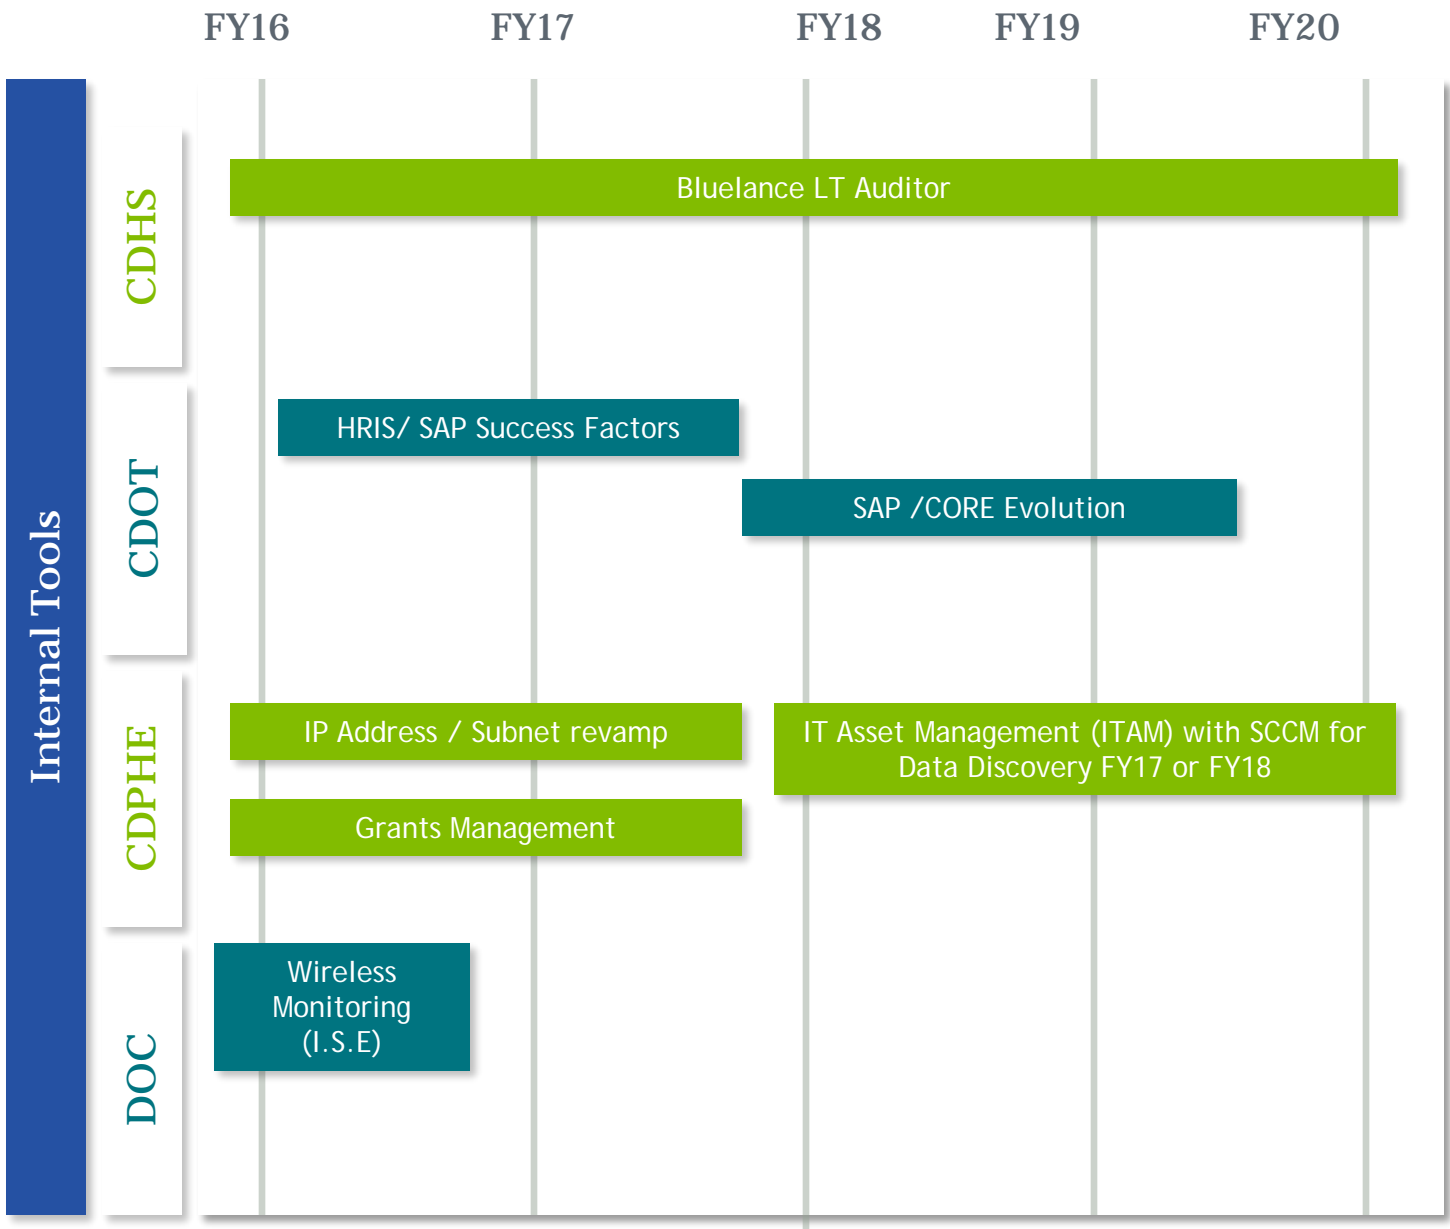 FY16 FY17 FY18 FY19 FY20
Internal Tools
CDHS
Bluelance LT Auditor
CDOT
HRIS/ SAP Success Factors
SAP /CORE Evolution
CDPHE
IP Address / Subnet revamp
IT Asset Management (ITAM) with SCCM for
Data Discovery FY17 or FY18
Grants Management
DOC
Wireless
Monitoring
(I.S.E)